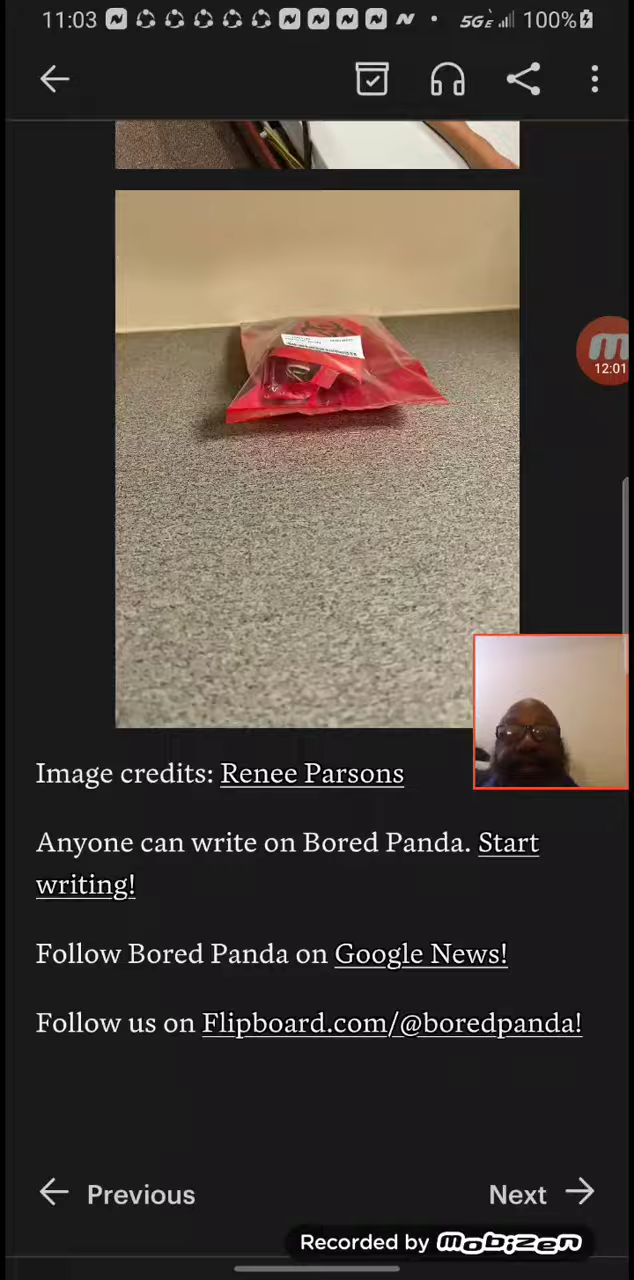 11:03
5GE
100%
12:01
Image credits: Renee Parsons
Anyone can write on Bored Panda. Start
writing!
Follow Bored Panda on Google News!
Follow us on Flipboard.com/@boredpanda!
Previous
Next
Recorded by mobizen